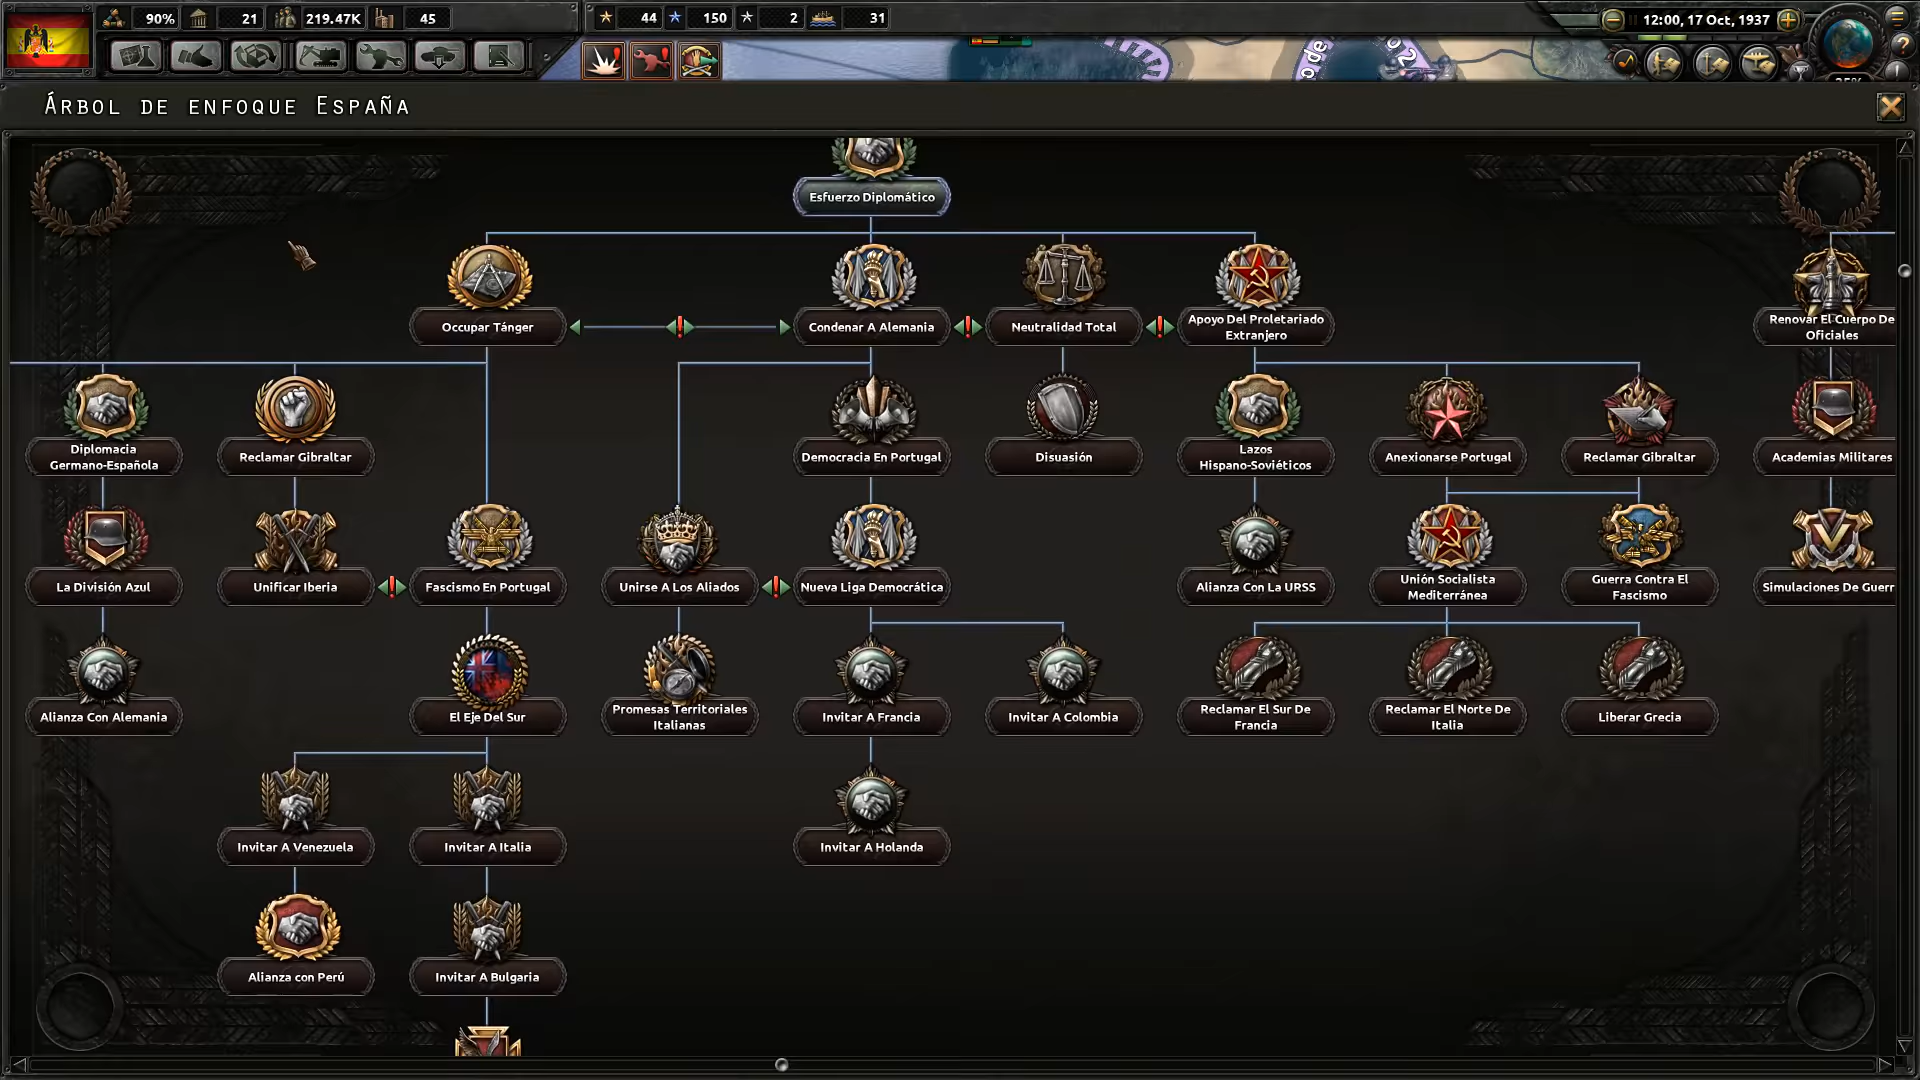 90%
21
219.47K
45
44
150
2
31
12:00, 17 Oct, 1937
Árbol de enfoque España
Esfuerzo Diplomático
Occupar Tánger
Condenar A Alemania
Neutralidad Total
Apoyo Del Proletariado
Extranjero
Renovar El Cuerpo De
Oficiales
Diplomacia
Germano-Española
Reclamar Gibraltar
Democracia En Portugal
Disuasión
Lazos
Hispano-Soviéticos
Anexionarse Portugal
Reclamar Gibraltar
Academias Militares
La División Azul
Unificar Iberia
Fascismo En Portugal
Unirse A Los Aliados
Nueva Liga Democrática
Alianza Con La URSS
Unión Socialista
Mediterránea
Guerra Contra El
Fascismo
Simulaciones De Guerr
Alianza Con Alemania
El Eje Del Sur
Promesas Territoriales
Italianas
Invitar A Francia
Invitar A Colombia
Reclamar El Sur De
Francia
Reclamar El Norte De
Italia
Liberar Grecia
Invitar A Venezuela
Invitar A Italia
Invitar A Holanda
Alianza con Perú
Invitar A Bulgaria